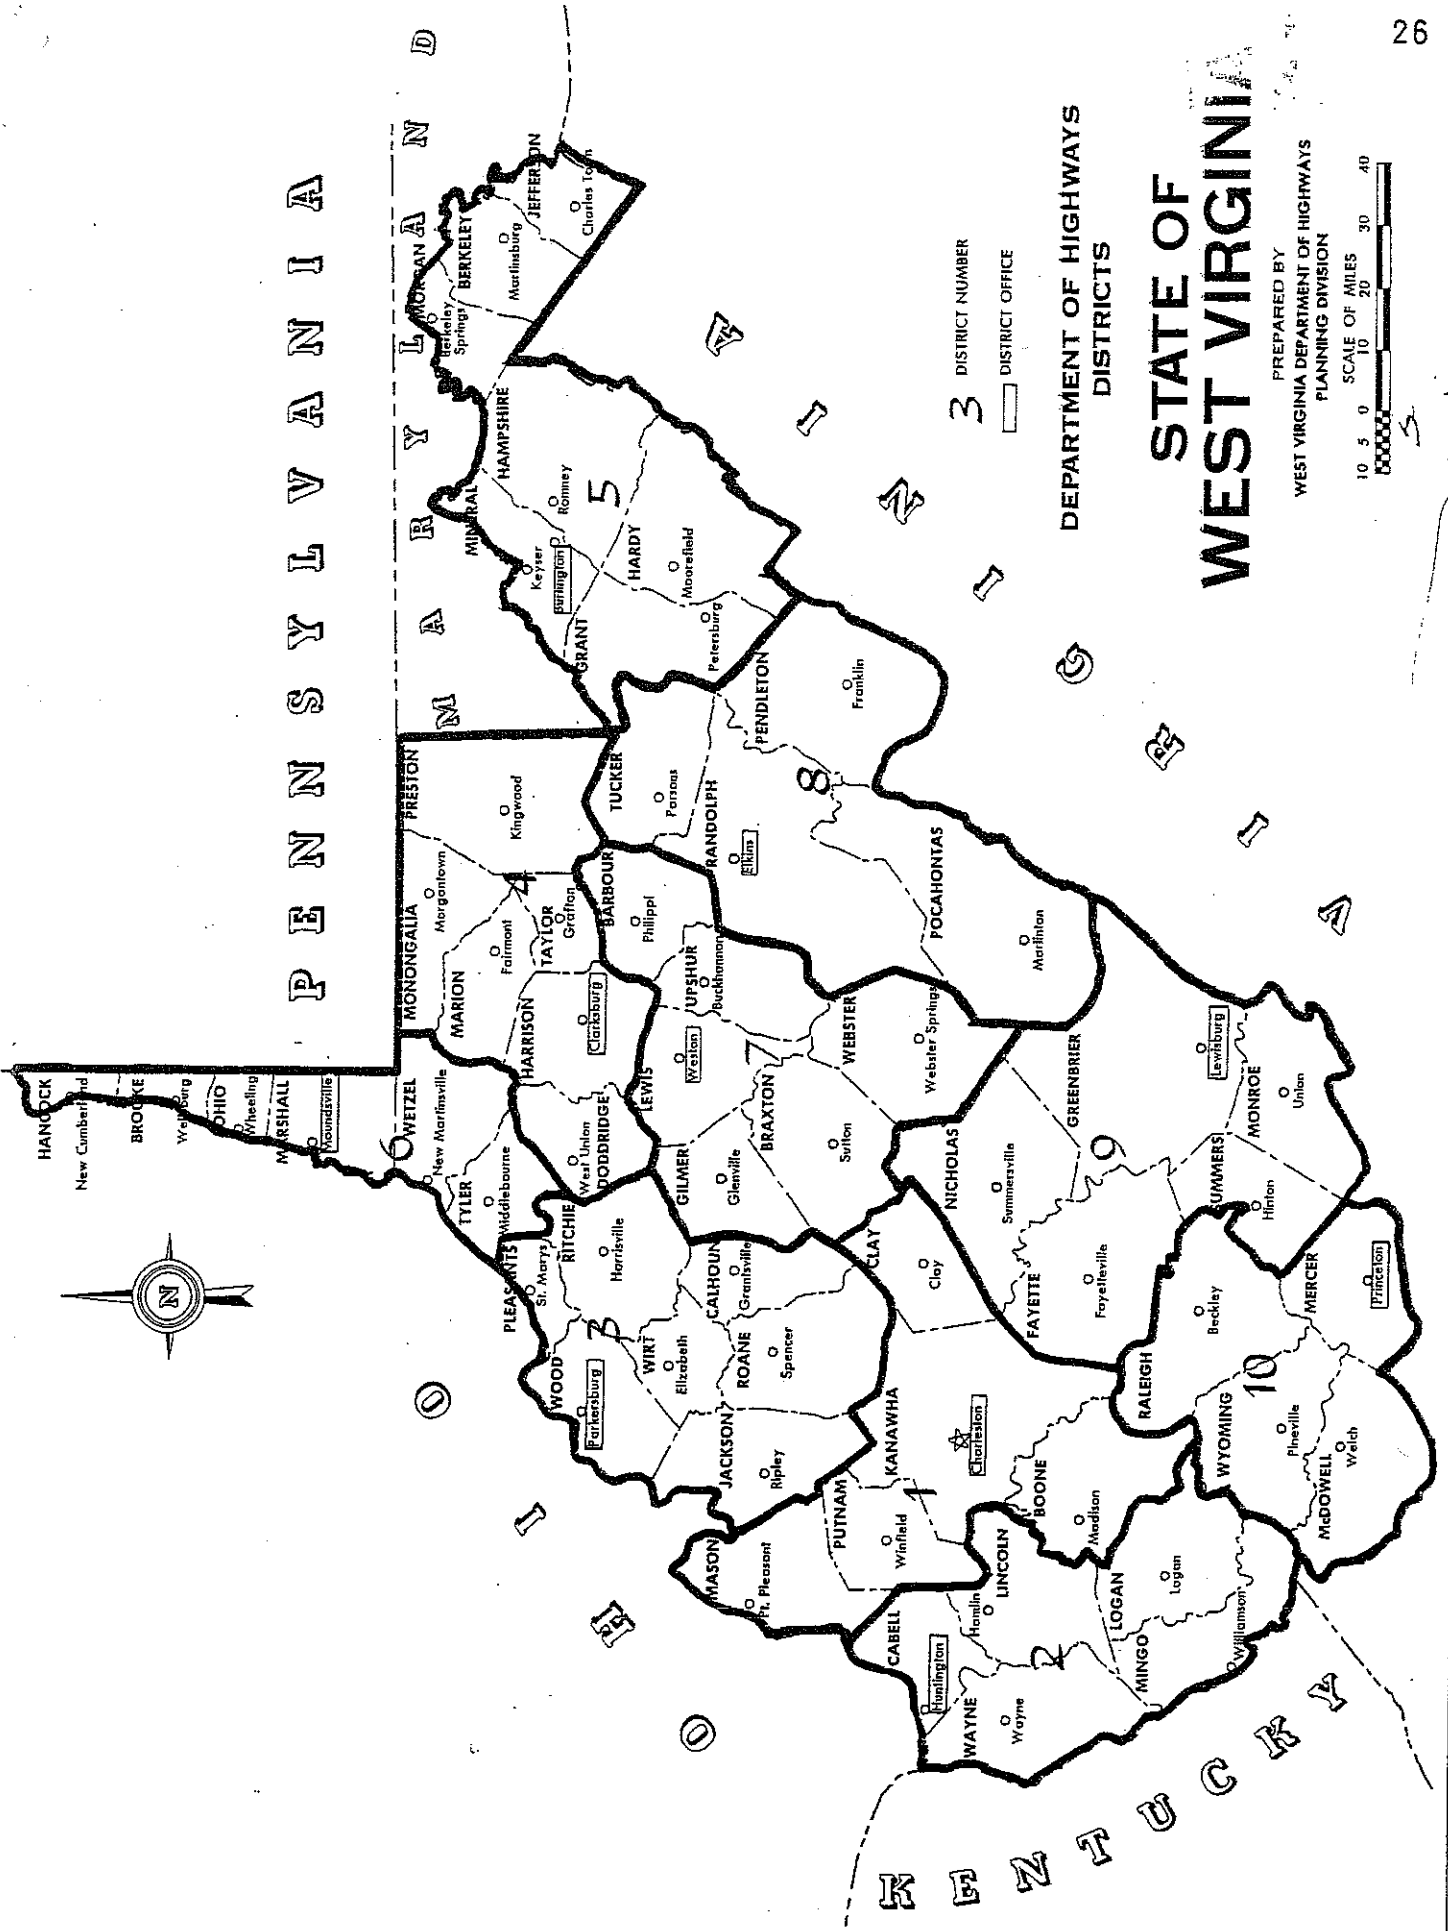 26
PENNSYLVANIA
MARYLAND
OHIO
KENTUCKY
VIRGINIA
N
HANCOCK
New Cumberland
BROOKE
OHIO
Wheeling
MARSHALL
Moundsville
6
WETZEL
New Martinsville
TYLER
Middlebourne
PLEASANTS
St. Marys
RITCHIE
Harrisville
WOOD
Parkersburg
3
WIRT
Elizabeth
CALHOUN
Grantsville
ROANE
Spencer
JACKSON
Ripley
MASON
Pt. Pleasant
PUTNAM
Winfield
1
KANAWHA
Charleston
CLAY
Clay
BOONE
Madison
CABELL
Huntington
WAYNE
Wayne
LINCOLN
Hamlin
2
LOGAN
Logan
MINGO
Williamson
MONONGALIA
Morgantown
MARION
Fairmont
PRESTON
Kingwood
TAYLOR
Grafton
4
HARRISON
Clarksburg
DODDRIDGE
West Union
BARBOUR
Philippi
LEWIS
Weston
UPSHUR
Buckhannon
GILMER
Glenville
BRAXTON
Sutton
7
WEBSTER
Webster Springs
TUCKER
Parsons
RANDOLPH
Elkins
8
PENDLETON
Franklin
POCAHONTAS
Marlinton
MORGAN
Berkeley Springs
BERKELEY
Martinsburg
JEFFERSON
Charles Town
HAMPSHIRE
Romney
MINERAL
Keyser
Burlington
5
HARDY
Moorefield
GRANT
Petersburg
NICHOLAS
Summersville
GREENBRIER
Lewisburg
9
FAYETTE
Fayetteville
SUMMERS
Hinton
MONROE
Union
RALEIGH
Beckley
MERCER
Princeton
10
WYOMING
Pineville
McDOWELL
Welch
3 DISTRICT NUMBER
DISTRICT OFFICE
DEPARTMENT OF HIGHWAYS
DISTRICTS
STATE OF
WEST VIRGINIA
PREPARED BY
WEST VIRGINIA DEPARTMENT OF HIGHWAYS
PLANNING DIVISION
SCALE OF MILES
10 5 0 10 20 30 40